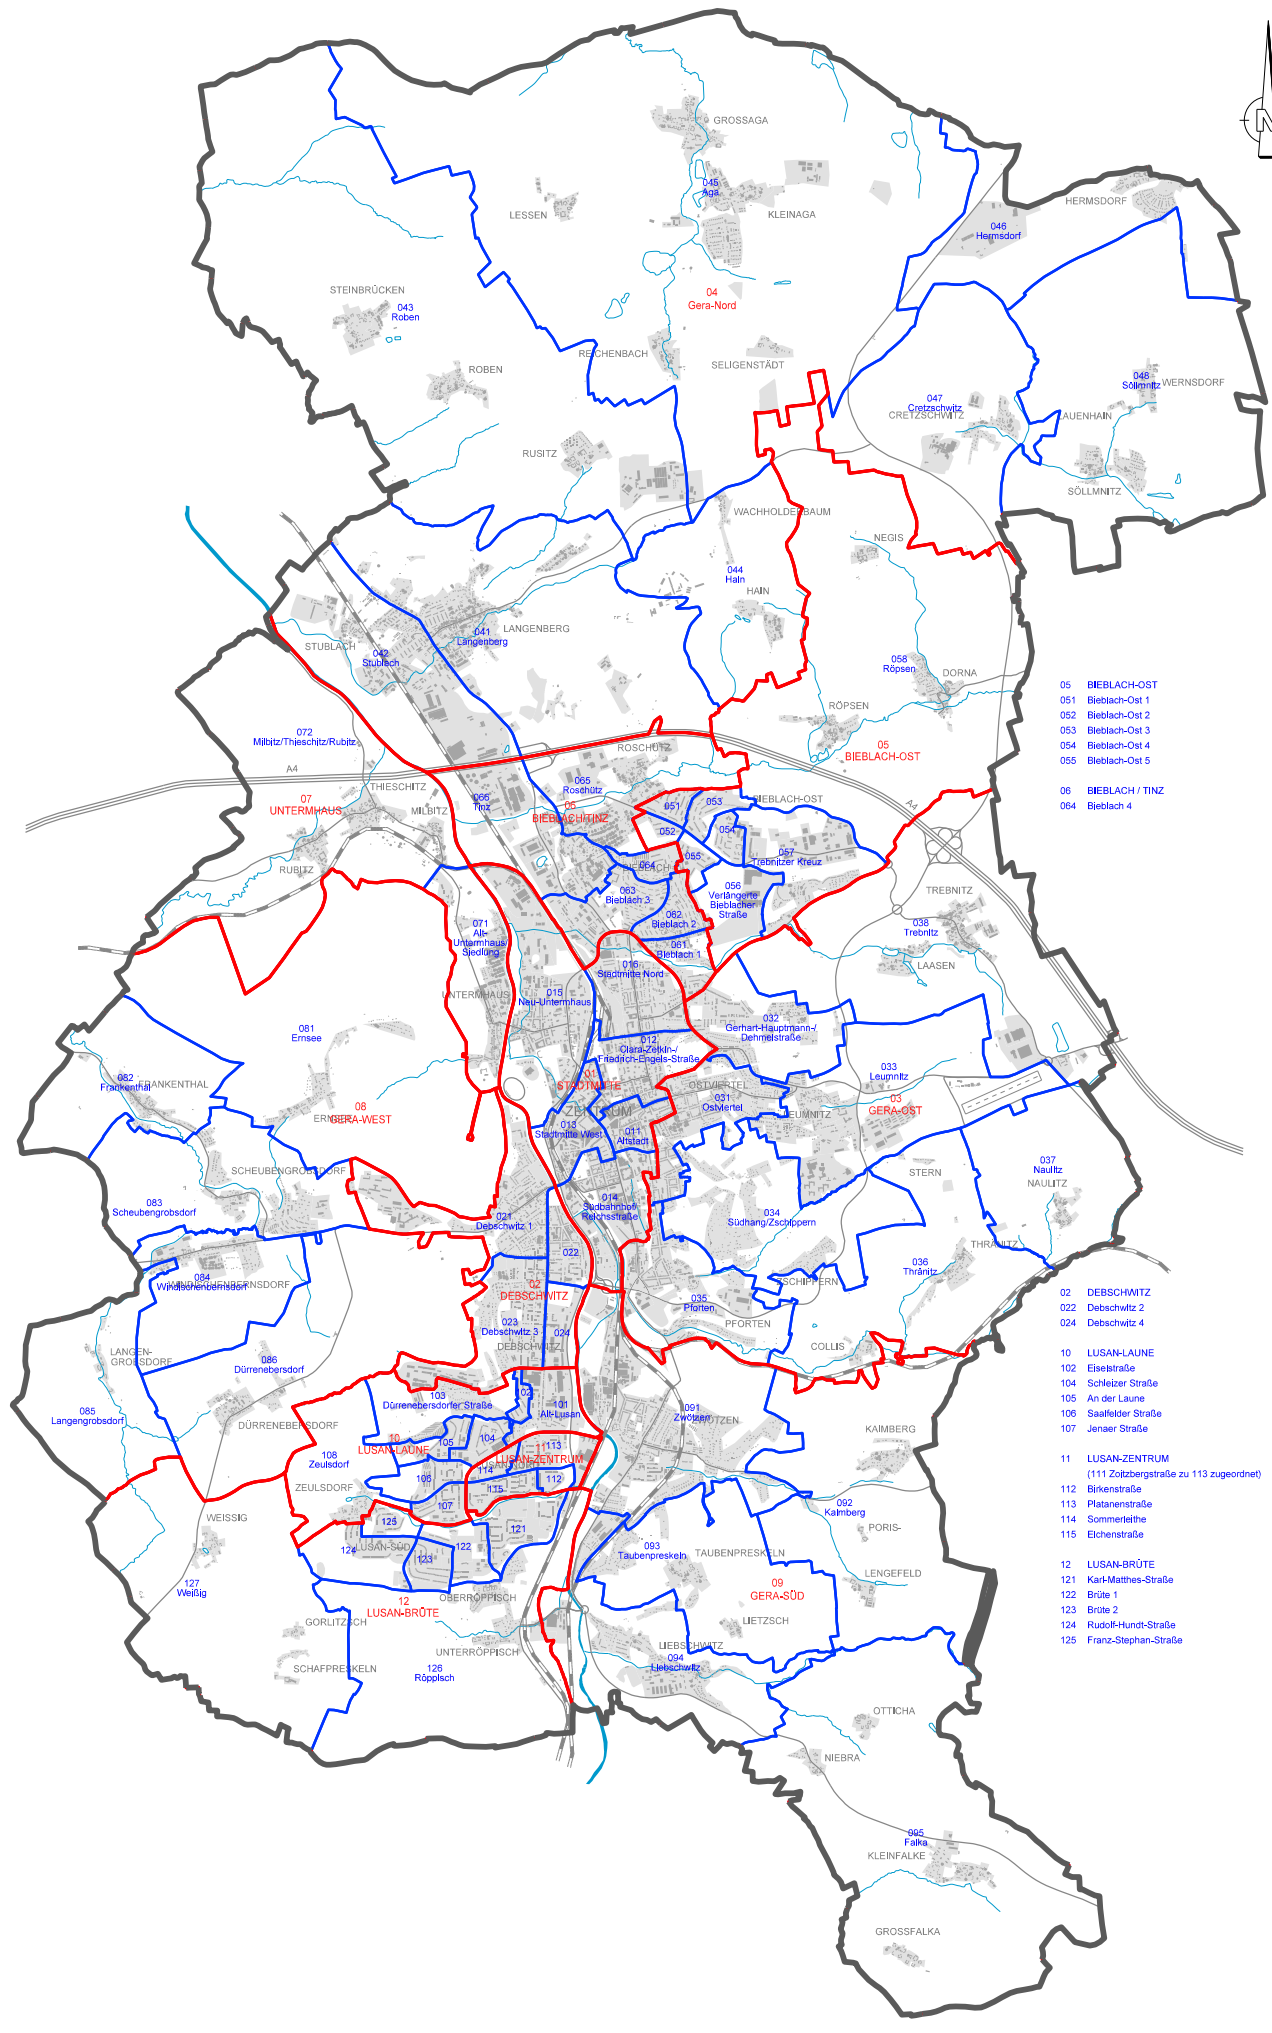 GROSSAGA
N
045
Aga
LESSEN
KLEINAGA
HERMSDORF
046
Hermsdorf
STEINBRÜCKEN
043
Roben
04
Gera-Nord
REICHENBACH
SELIGENSTÄDT
ROBEN
048
Söllmnitz
WERNSDORF
047
Cretzschwitz
CRETZSCHWITZ
LAUENHAIN
RUSITZ
SÖLLMNITZ
WACHHOLDERBAUM
NEGIS
044
Hain
HAIN
041
Langenberg
LANGENBERG
STUBLACH
042
Stublach
058
Röpsen
DORNA
RÖPSEN
072
Milbitz/Thieschitz/Rubitz
05
BIEBLACH-OST
ROSCHÜTZ
A4
THIESCHITZ
065
Roschütz
07
UNTERMHAUS
MILBITZ
066
Tinz
06
BIEBLACH/TINZ
051
053
BIEBLACH-OST
A4
052
054
RUBITZ
064
055
057
Trebnitzer Kreuz
063
Bieblach 3
056
Verlängerte
Bieblacher
Straße
TREBNITZ
062
Bieblach 2
038
Trebnitz
071
Alt-
Untermhaus/
Siedlung
061
Bieblach 1
LAASEN
016
Stadtmitte Nord
UNTERMHAUS
015
Neu-Untermhaus
032
Gerhart-Hauptmann-/
Dehmelstraße
081
Ernsee
012
Clara-Zetkin-/
Friedrich-Engels-Straße
033
Leumnitz
082
Frankenthal
FRANKENTHAL
01
STADTMITTE
OSTVIERTEL
031
Ostviertel
03
GERA-OST
08
GERA-WEST
ERNSEE
ZENTRUM
LEUMNITZ
013
Stadtmitte West
011
Altstadt
SCHEUBENGROBSDORF
STERN
037
Naulitz
NAULITZ
083
Scheubengrobsdorf
014
Südbahnhof/
Reichsstraße
034
Südhang/Zschippern
021
Debschwitz 1
THRÄNITZ
022
036
Thränitz
084
Windischenbernsdorf
WINDISCHENBERNSDORF
ZSCHIPPERN
02
DEBSCHWITZ
035
Pforten
PFORTEN
023
Debschwitz 3
DEBSCHWITZ
024
COLLIS
LANGEN-
GROBSDORF
086
Dürrenebersdorf
103
Dürrenebersdorfer Straße
102
101
Alt-Lusan
085
Langengrobsdorf
DÜRRENEBERSDORF
091
Zwötzen
ZWÖTZEN
KAIMBERG
10
LUSAN-LAUNE
105
104
11
LUSAN-ZENTRUM
113
108
Zeulsdorf
ZEULSDORF
106
114
112
115
107
WEISSIG
125
121
092
Kaimberg
PORIS-
LENGEFELD
124
LUSAN-SÜD
122
123
093
Taubenpreskeln
TAUBENPRESKELN
127
Weißig
09
GERA-SÜD
OBERRÖPPISCH
12
LUSAN-BRÜTE
GORLITZSCH
LIETZSCH
UNTERRÖPPISCH
LIEBSCHWITZ
094
Liebschwitz
SCHAFPRESKELN
126
Röppisch
OTTICHA
NIEBRA
095
Falka
KLEINFALKE
GROSSFALKA
05 BIEBLACH-OST
051 Bieblach-Ost 1
052 Bieblach-Ost 2
053 Bieblach-Ost 3
054 Bieblach-Ost 4
055 Bieblach-Ost 5
06 BIEBLACH / TINZ
064 Bieblach 4
02 DEBSCHWITZ
022 Debschwitz 2
024 Debschwitz 4
10 LUSAN-LAUNE
102 Eiselstraße
104 Schleizer Straße
105 An der Laune
106 Saalfelder Straße
107 Jenaer Straße
11 LUSAN-ZENTRUM
(111 Zoitzbergstraße zu 113 zugeordnet)
112 Birkenstraße
113 Platanenstraße
114 Sommerleithe
115 Eichenstraße
12 LUSAN-BRÜTE
121 Karl-Matthes-Straße
122 Brüte 1
123 Brüte 2
124 Rudolf-Hundt-Straße
125 Franz-Stephan-Straße